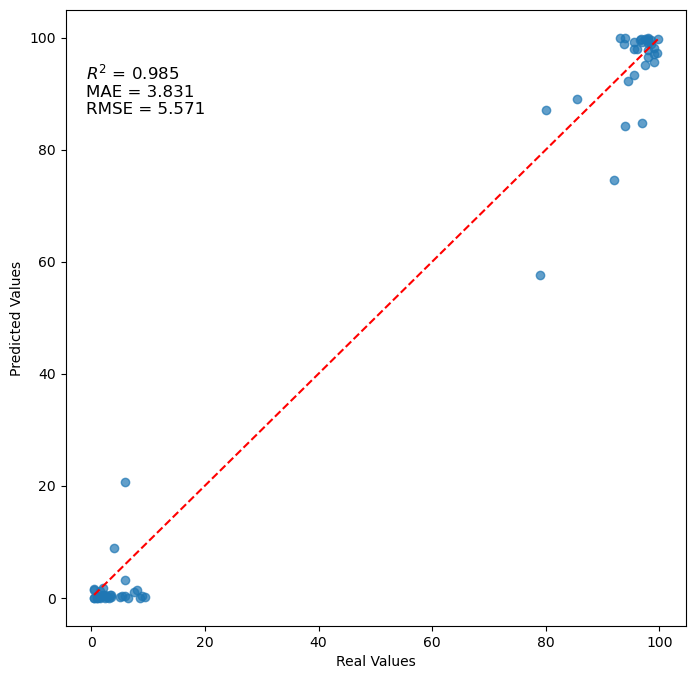 100
80
60
40
20
0
R² = 0.985
MAE = 3.831
RMSE = 5.571
Predicted Values
0 20 40 60 80 100
Real Values